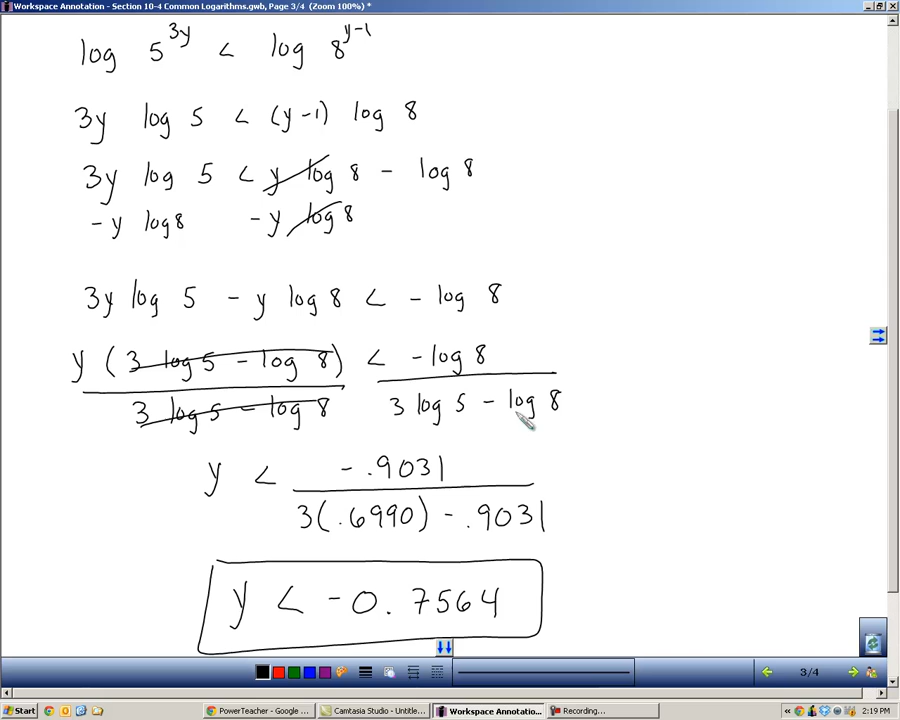 Workspace Annotation - Section 10-4 Common Logarithms.gwb, Page 3/4 (Zoom 100%) *
log 5^3y < log 8^y-1
3y log 5 < (y-1) log 8
3y log 5 < y log 8 - log 8
-y log8 -y log8
3y log 5 - y log 8 < - log 8
y (3 log 5 - log 8) < -log 8
3 log 5 - log 8 3 log 5 - log 8
y < - .9031
3(.6990) - .9031
y < -0.7564
3/4
Start PowerTeacher - Google ... Camtasia Studio - Untitle... Workspace Annotatio... Recording... 2:19 PM